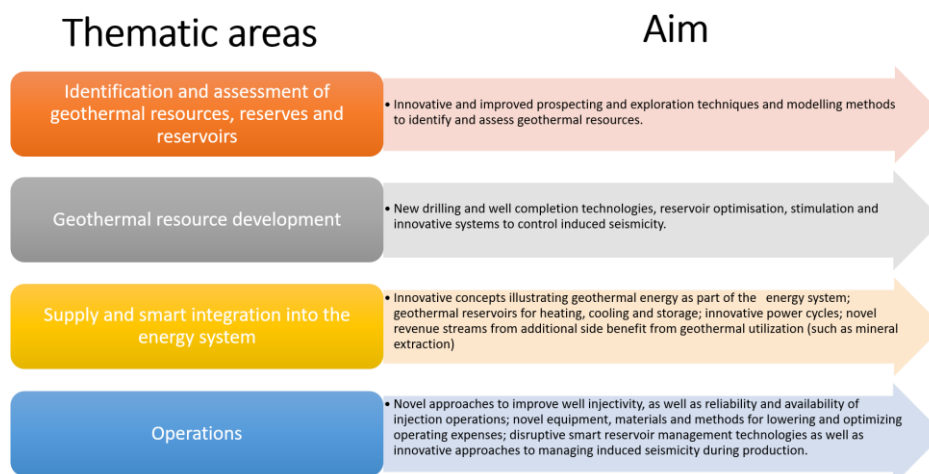 Thematic areas
Aim
Identification and assessment of
geothermal resources, reserves and
reservoirs
• Innovative and improved prospecting and exploration techniques and modelling methods
to identify and assess geothermal resources.
Geothermal resource development
• New drilling and well completion technologies, reservoir optimisation, stimulation and
innovative systems to control induced seismicity.
Supply and smart integration into the
energy system
• Innovative concepts illustrating geothermal energy as part of the energy system;
geothermal reservoirs for heating, cooling and storage; innovative power cycles; novel
revenue streams from additional side benefit from geothermal utilization (such as mineral
extraction)
Operations
• Novel approaches to improve well injectivity, as well as reliability and availability of
injection operations; novel equipment, materials and methods for lowering and optimizing
operating expenses; disruptive smart reservoir management technologies as well as
innovative approaches to managing induced seismicity during production.